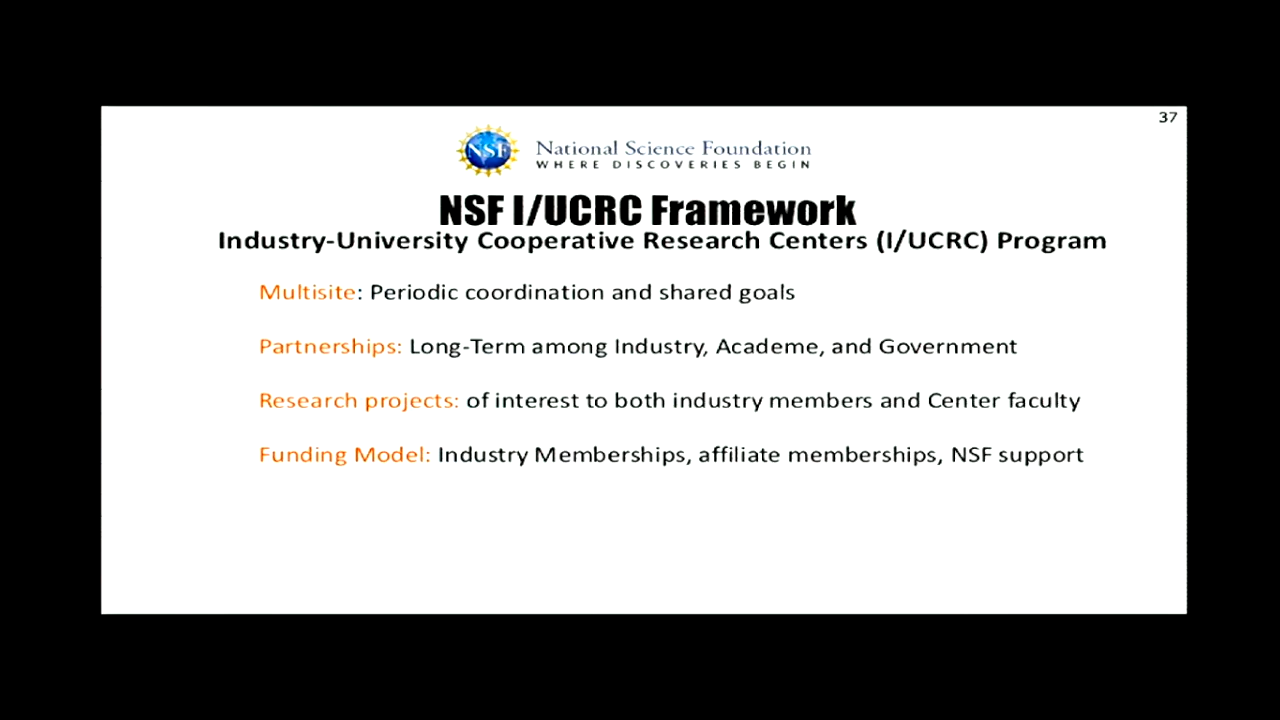 37
NSF
National Science Foundation
WHERE DISCOVERIES BEGIN
NSF I/UCRC Framework
Industry-University Cooperative Research Centers (I/UCRC) Program
Multisite: Periodic coordination and shared goals
Partnerships: Long-Term among Industry, Academe, and Government
Research projects: of interest to both industry members and Center faculty
Funding Model: Industry Memberships, affiliate memberships, NSF support